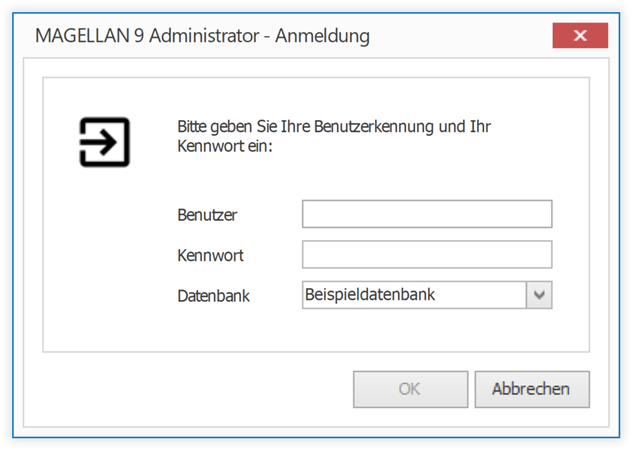 MAGELLAN 9 Administrator - Anmeldung
Bitte geben Sie Ihre Benutzerkennung und Ihr
Kennwort ein:
Benutzer
Kennwort
Datenbank Beispieldatenbank
OK Abbrechen